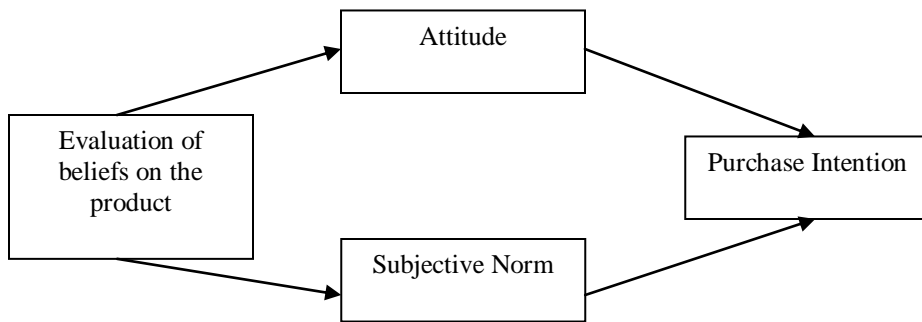 Attitude
Evaluation of
beliefs on the
product
Purchase Intention
Subjective Norm